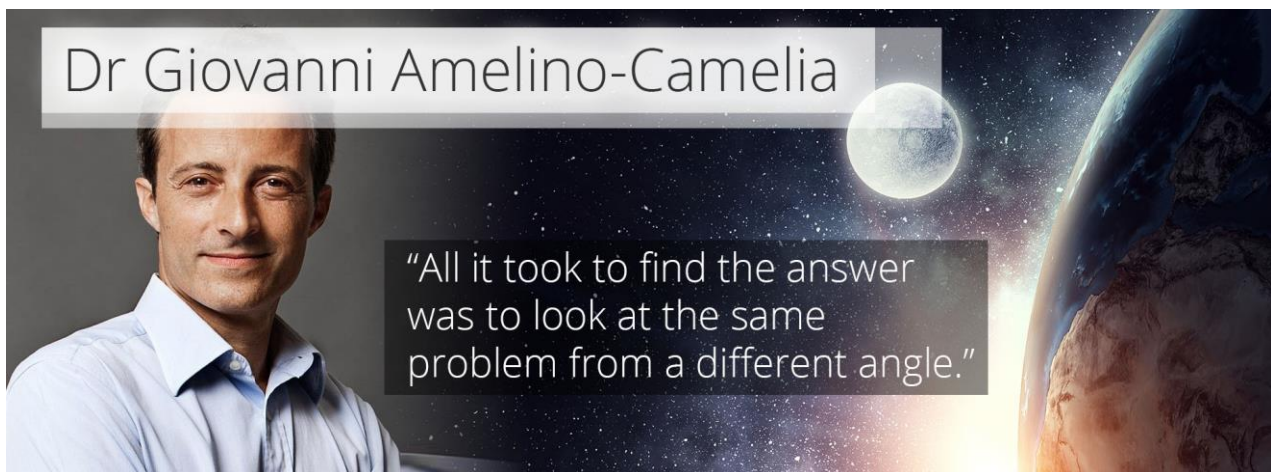 Dr Giovanni Amelino-Camelia
“All it took to find the answer
was to look at the same
problem from a different angle.”